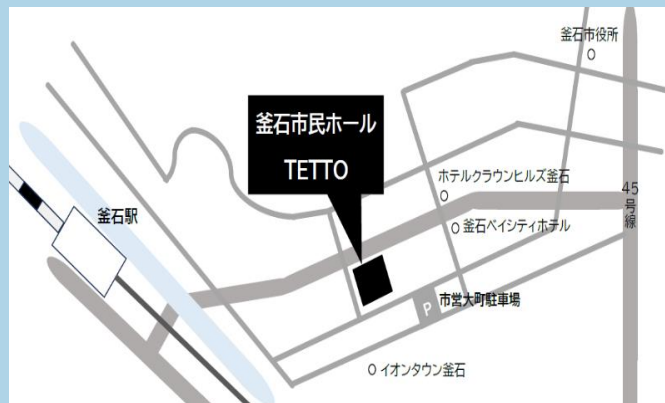 釜石市役所
釜石市民ホール
TETTO
ホテルクラウンヒルズ釜石
45号線
釜石駅
釜石ベイシティホテル
市営大町駐車場
P
イオンタウン釜石